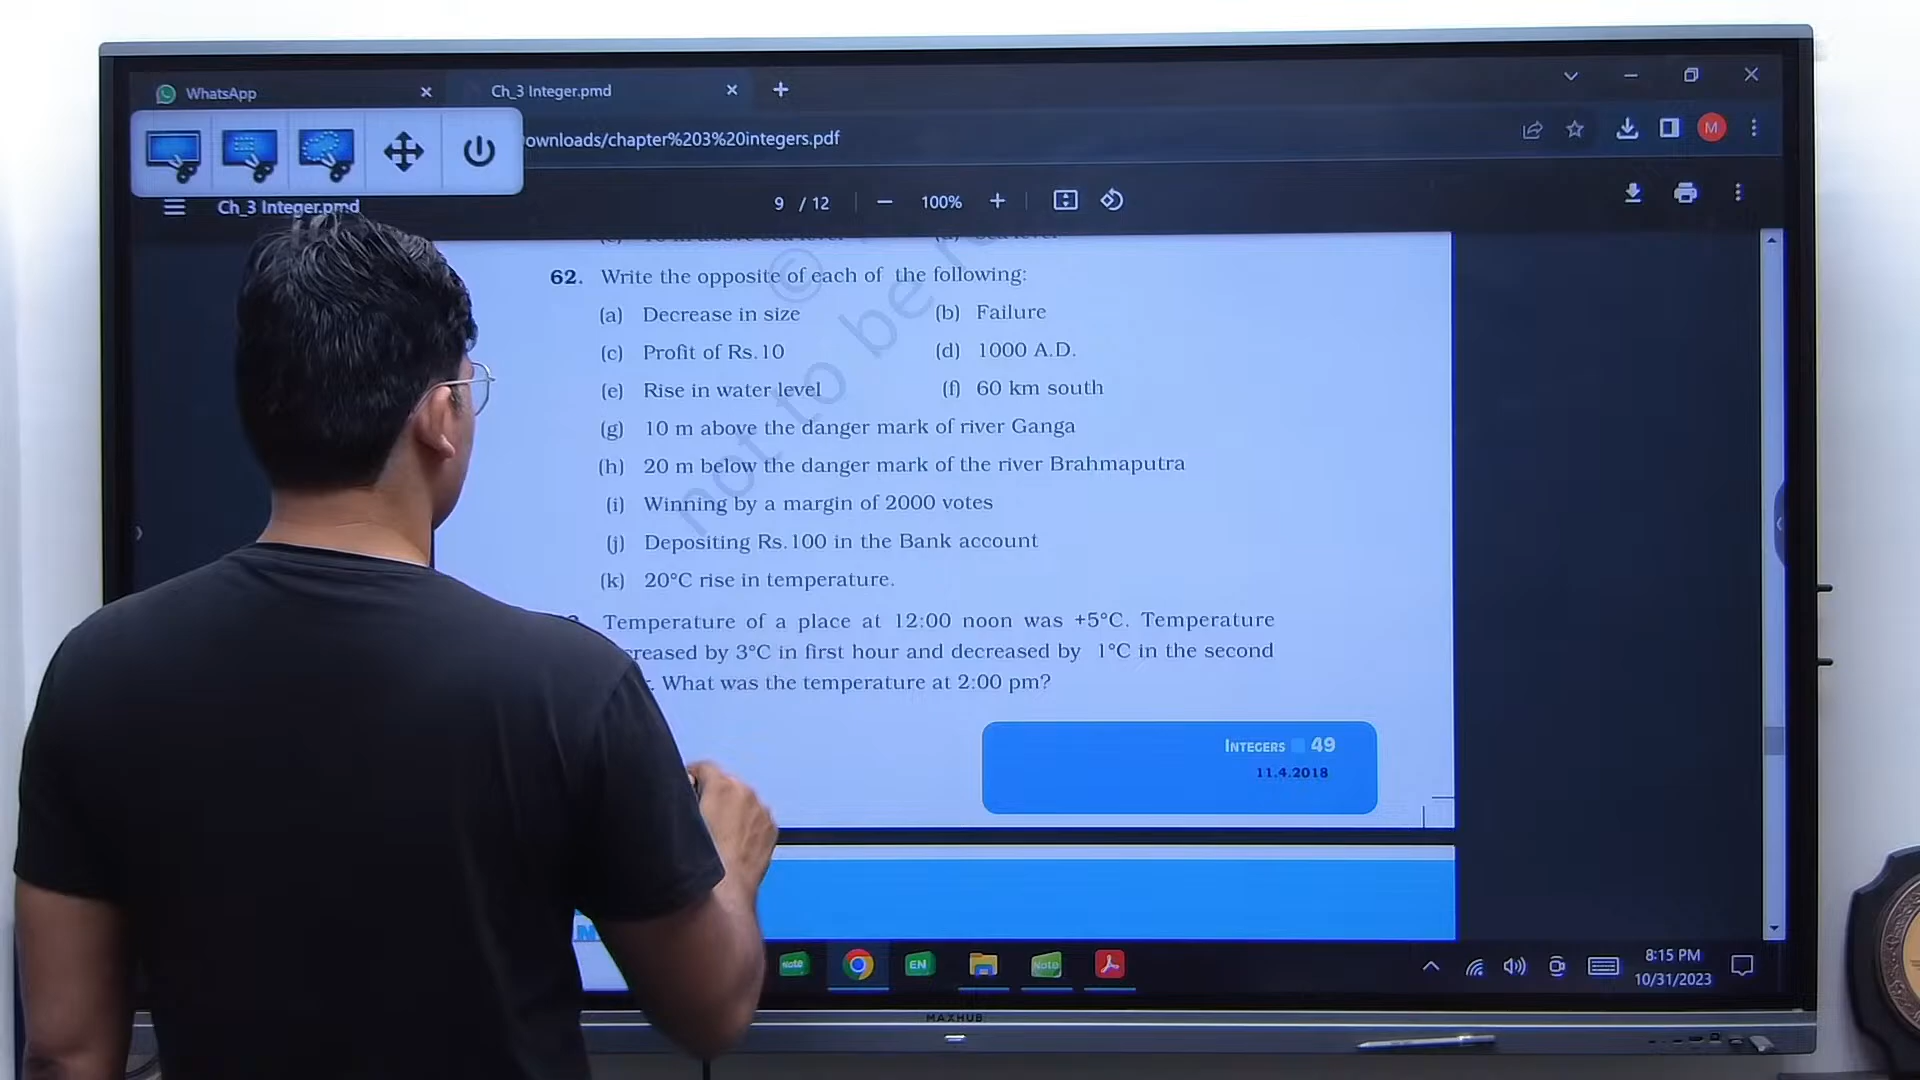 WhatsApp
Ch_3 Integer.pmd
ownloads/chapter%203%20integers.pdf
M
Ch_3 Integer.pmd
9 / 12
100%
62. Write the opposite of each of the following:
(a) Decrease in size
(b) Failure
(c) Profit of Rs.10
(d) 1000 A.D.
(e) Rise in water level
(f) 60 km south
(g) 10 m above the danger mark of river Ganga
(h) 20 m below the danger mark of the river Brahmaputra
(i) Winning by a margin of 2000 votes
(j) Depositing Rs.100 in the Bank account
(k) 20°C rise in temperature.
Temperature of a place at 12:00 noon was +5°C. Temperature
creased by 3°C in first hour and decreased by 1°C in the second
. What was the temperature at 2:00 pm?
© not to be
INTEGERS 49
11.4.2018
N
Note
EN
Note
8:15 PM
10/31/2023
MAXHUB